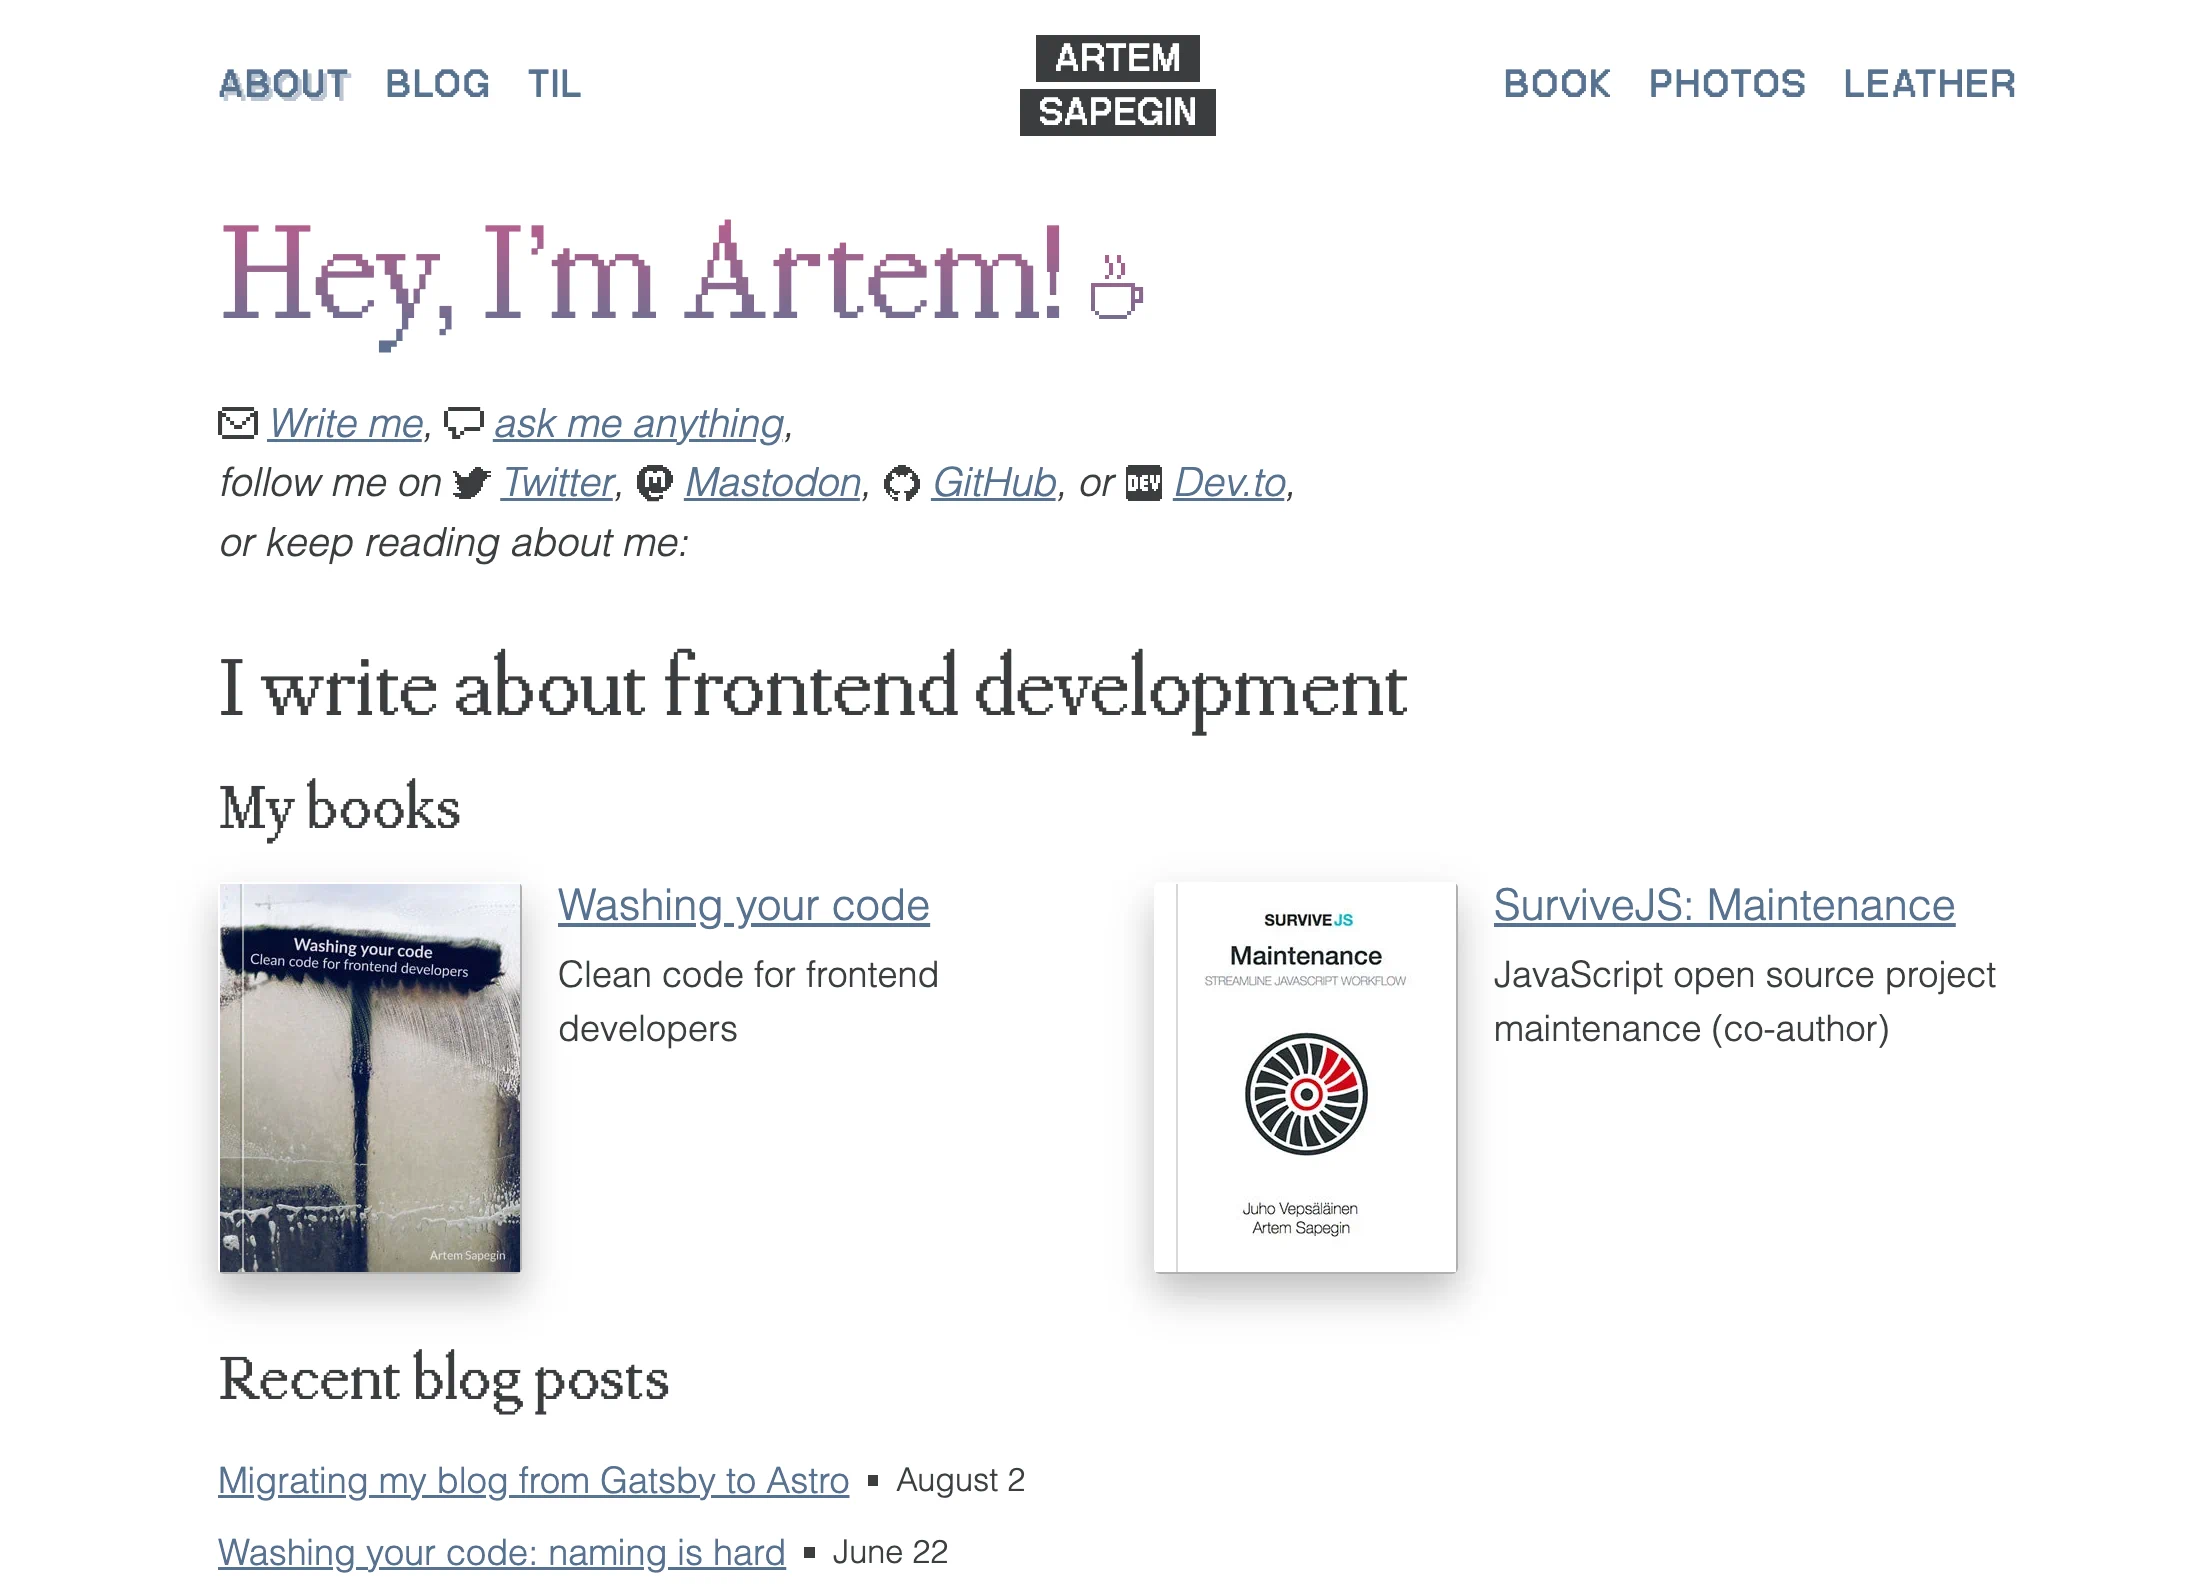 ABOUT BLOG TIL
ARTEM
SAPEGIN
BOOK PHOTOS LEATHER
Hey, I’m Artem!
Write me, ask me anything,
follow me on Twitter, Mastodon, GitHub, or DEV Dev.to,
or keep reading about me:
I write about frontend development
My books
Washing your code
Clean code for frontend developers
Artem Sapegin
Washing your code
Clean code for frontend
developers
SURVIVEJS
Maintenance
STREAMLINE JAVASCRIPT WORKFLOW
Juho Vepsäläinen
Artem Sapegin
SurviveJS: Maintenance
JavaScript open source project
maintenance (co-author)
Recent blog posts
Migrating my blog from Gatsby to Astro ▪ August 2
Washing your code: naming is hard ▪ June 22